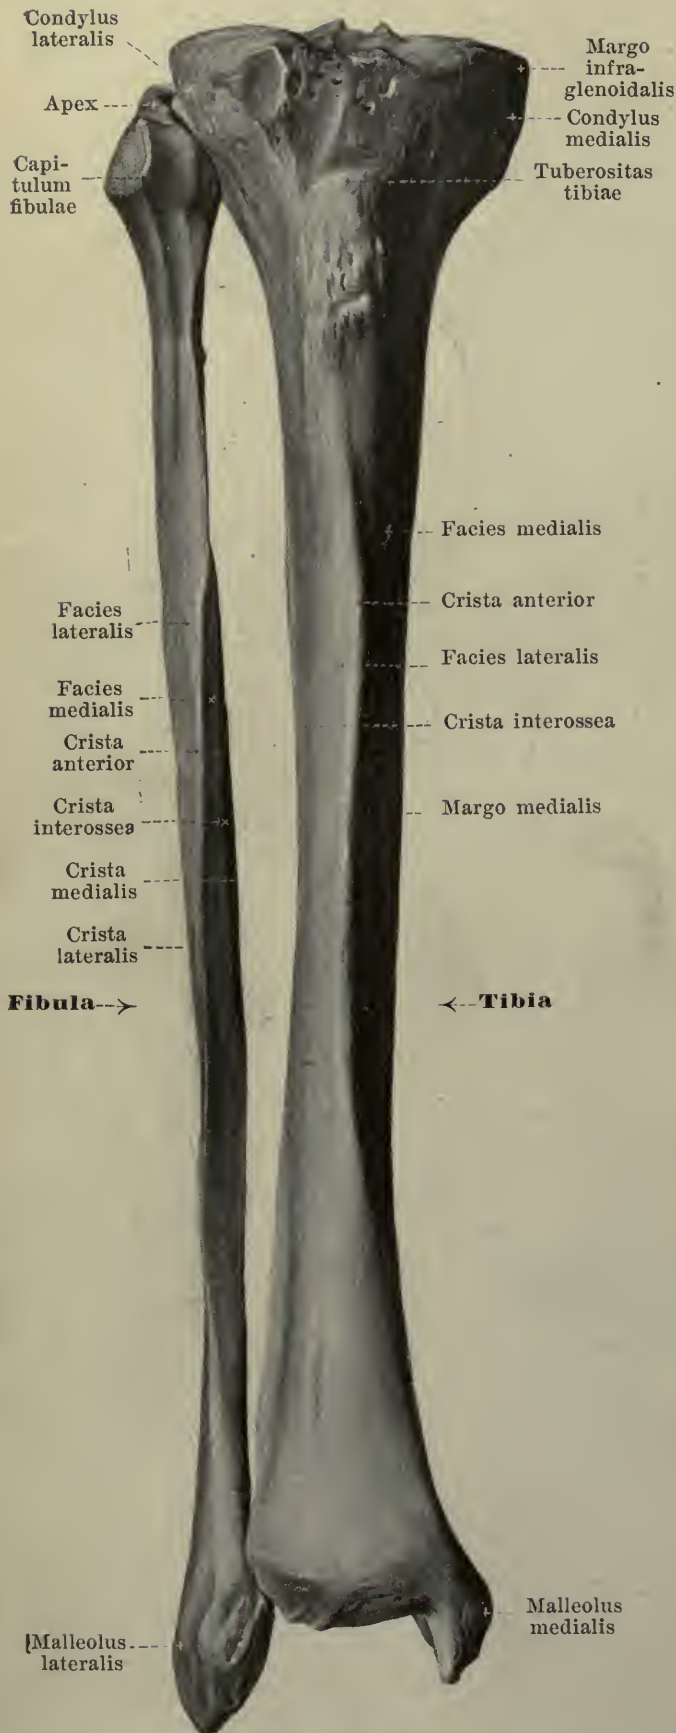 Condylus
lateralis
Apex
Capi-
tulum
fibulae
Margo
infra-
glenoidalis
Condylus
medialis
Tuberositas
tibiae
Facies medialis
Crista anterior
Facies lateralis
Crista interossea
Margo medialis
Facies
lateralis
Facies
medialis
Crista
anterior
Crista
interossea
Crista
medialis
Crista
lateralis
Fibula
Tibia
Malleolus
lateralis
Malleolus
medialis